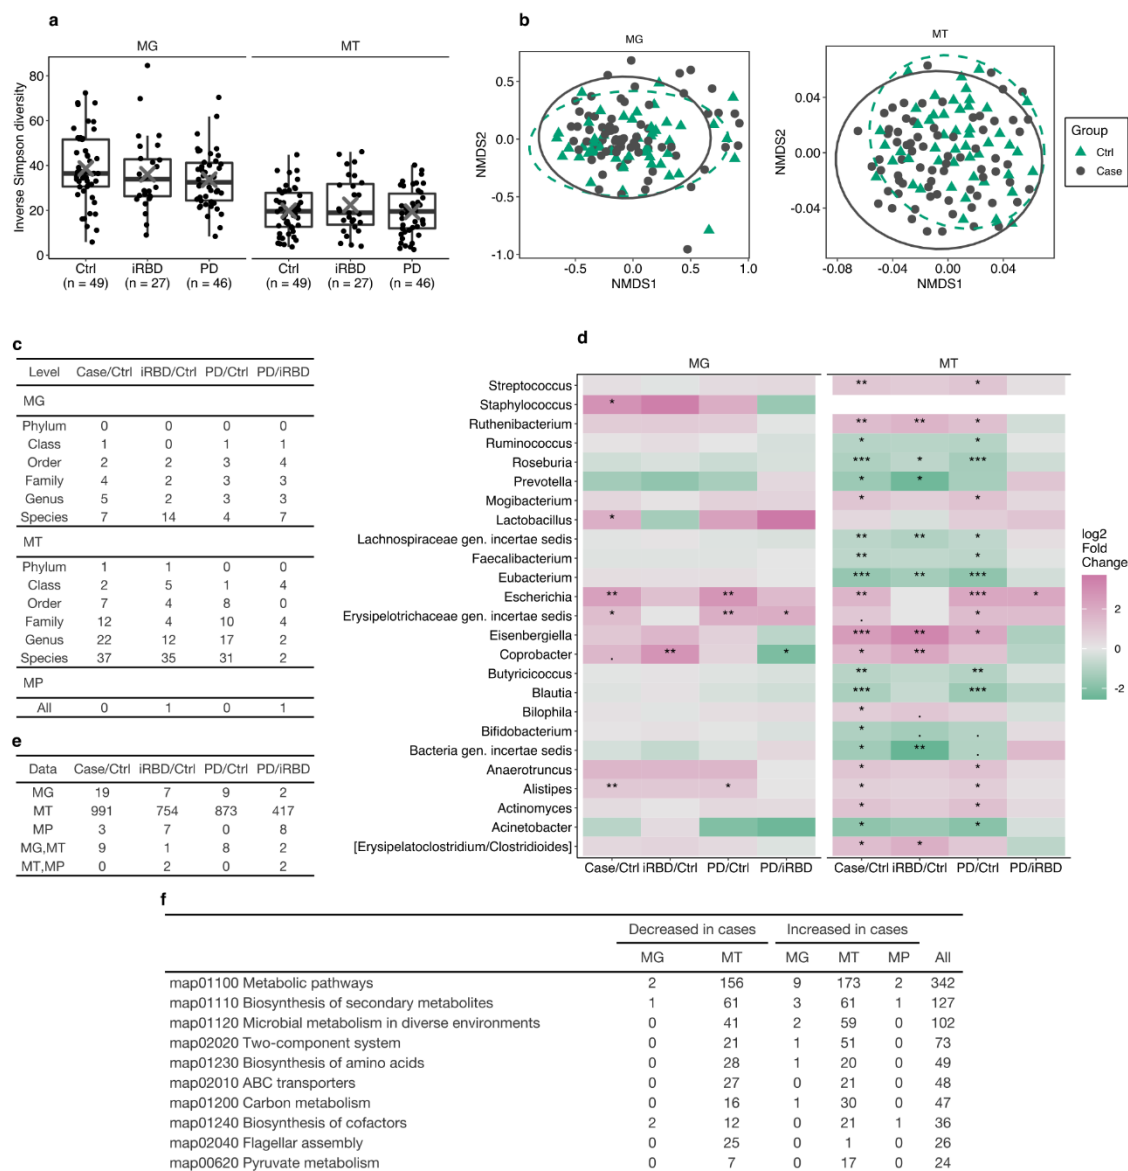 a
MG MT
Inverse Simpson diversity
80
60
40
20
0
Ctrl iRBD PD Ctrl iRBD PD
(n = 49) (n = 27) (n = 46) (n = 49) (n = 27) (n = 46)
b
MG
NMDS2
0.5
0.0
-0.5
-1.0
-0.5 0.0 0.5 1.0
NMDS1
MT
NMDS2
0.04
0.00
-0.04
-0.08 -0.04 0.00 0.04
NMDS1
Group
Ctrl
Case
c
Level Case/Ctrl iRBD/Ctrl PD/Ctrl PD/iRBD
MG
Phylum 0 0 0 0
Class 1 0 1 1
Order 2 2 3 4
Family 4 2 3 3
Genus 5 2 3 3
Species 7 14 4 7
MT
Phylum 1 1 0 0
Class 2 5 1 4
Order 7 4 8 0
Family 12 4 10 4
Genus 22 12 17 2
Species 37 35 31 2
MP
All 0 1 0 1
d
MG MT
Streptococcus ** *
Staphylococcus *
Ruthenibacterium ** ** *
Ruminococcus * *
Roseburia *** * ***
Prevotella * *
Mogibacterium * *
Lactobacillus *
Lachnospiraceae gen. incertae sedis ** ** *
Faecalibacterium ** *
Eubacterium *** ** ***
Escherichia ** ** ** *** *
Erysipelotrichaceae gen. incertae sedis * ** * . * *
Eisenbergiella *** ** *
Coprobacter . ** * * **
Butyricicoccus ** **
Blautia *** ***
Bilophila * .
Bifidobacterium * . .
Bacteria gen. incertae sedis * ** .
Anaerotruncus * *
Alistipes ** * * *
Actinomyces * *
Acinetobacter * *
[Erysipelatoclostridium/Clostridioides] * *
Case/Ctrl iRBD/Ctrl PD/Ctrl PD/iRBD Case/Ctrl iRBD/Ctrl PD/Ctrl PD/iRBD
log2
Fold
Change
2
0
-2
e
Data Case/Ctrl iRBD/Ctrl PD/Ctrl PD/iRBD
MG 19 7 9 2
MT 991 754 873 417
MP 3 7 0 8
MG,MT 9 1 8 2
MT,MP 0 2 0 2
f
Decreased in cases Increased in cases
MG MT MG MT MP All
map01100 Metabolic pathways 2 156 9 173 2 342
map01110 Biosynthesis of secondary metabolites 1 61 3 61 1 127
map01120 Microbial metabolism in diverse environments 0 41 2 59 0 102
map02020 Two-component system 0 21 1 51 0 73
map01230 Biosynthesis of amino acids 0 28 1 20 0 49
map02010 ABC transporters 0 27 0 21 0 48
map01200 Carbon metabolism 0 16 1 30 0 47
map01240 Biosynthesis of cofactors 2 12 0 21 1 36
map02040 Flagellar assembly 0 25 0 1 0 26
map00620 Pyruvate metabolism 0 7 0 17 0 24